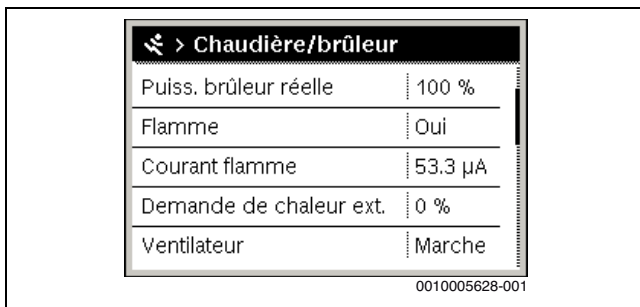 > Chaudière/brûleur
Puiss. brûleur réelle 100 %
Flamme Oui
Courant flamme 53.3 µA
Demande de chaleur ext. 0 %
Ventilateur Marche
0010005628-001